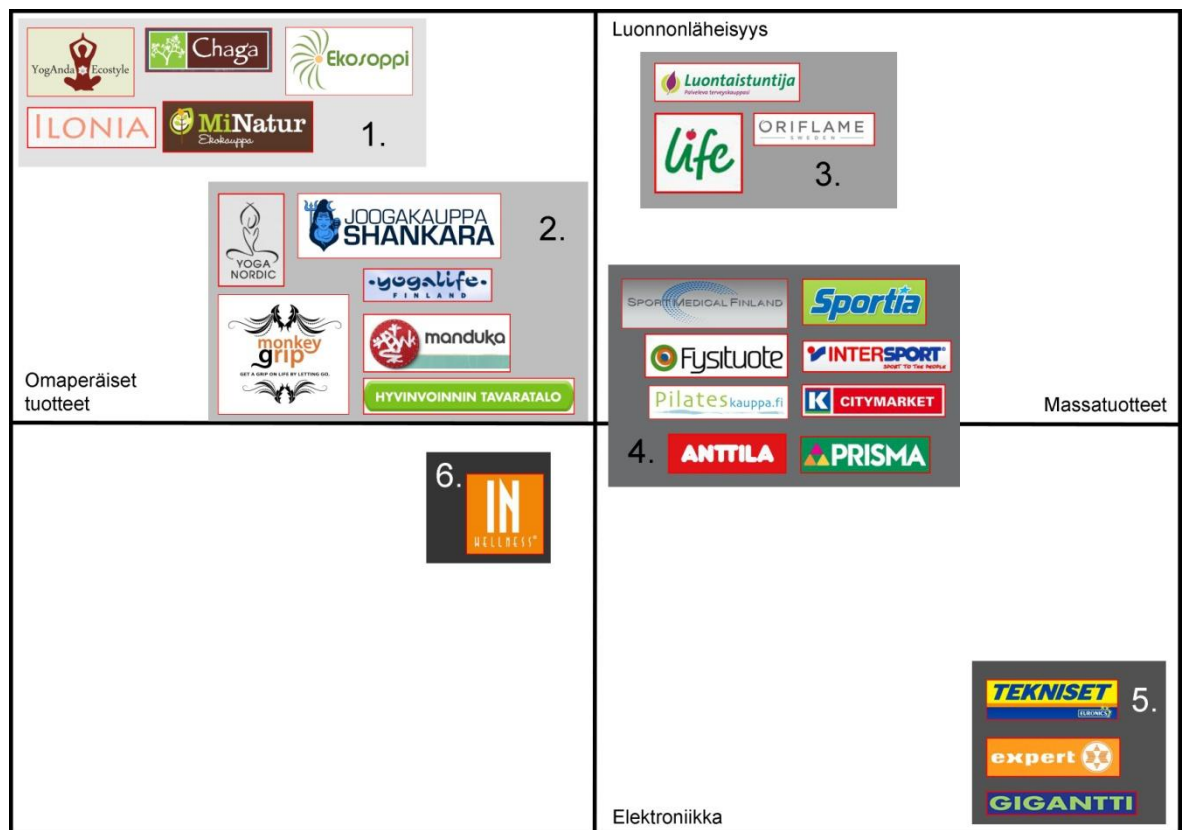 Luonnonläheisyys
YogAnda Ecostyle
Chaga
Ekosoppi
ILONIA
MiNatur
Ekokauppa
1.
Luontaistuntija
Palveleva terveyskauppasi
life
ORIFLAME
SWEDEN
3.
YOGA
NORDIC
JOOGAKAUPPA
SHANKARA
2.
yogalife
FINLAND
monkey
grip
GET A GRIP ON LIFE BY LETTING GO.
manduka
HYVINVOINNIN TAVARATALO
SPORT MEDICAL FINLAND
Sportia
Fysituote
INTERSPORT
SPORT TO THE PEOPLE
Pilateskauppa.fi
K CITYMARKET
4.
ANTTILA
PRISMA
Omaperäiset
tuotteet
Massatuotteet
6.
IN
WELLNESS
TEKNISET
EURONICS
5.
expert
GIGANTTI
Elektroniikka